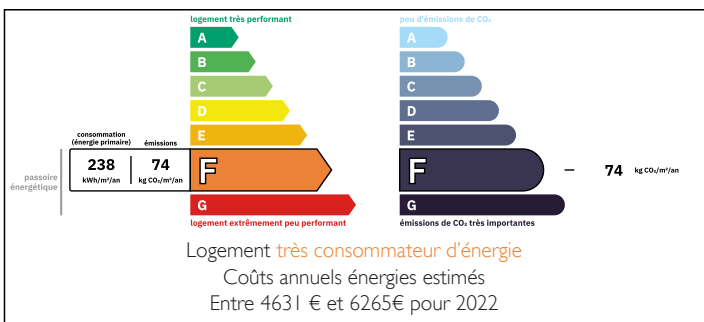 logement très performant
A
B
C
D
E
consommation
(énergie primaire)
émissions
passoire
énergétique
238
kWh/m²/an
74
kg CO₂/m²/an
F
G
logement extrêmement peu performant
peu d'émissions de CO₂
A
B
C
D
E
F
74 kg CO₂/m²/an
G
émissions de CO₂ très importantes
Logement très consommateur d'énergie
Coûts annuels énergies estimés
Entre 4631 € et 6265€ pour 2022